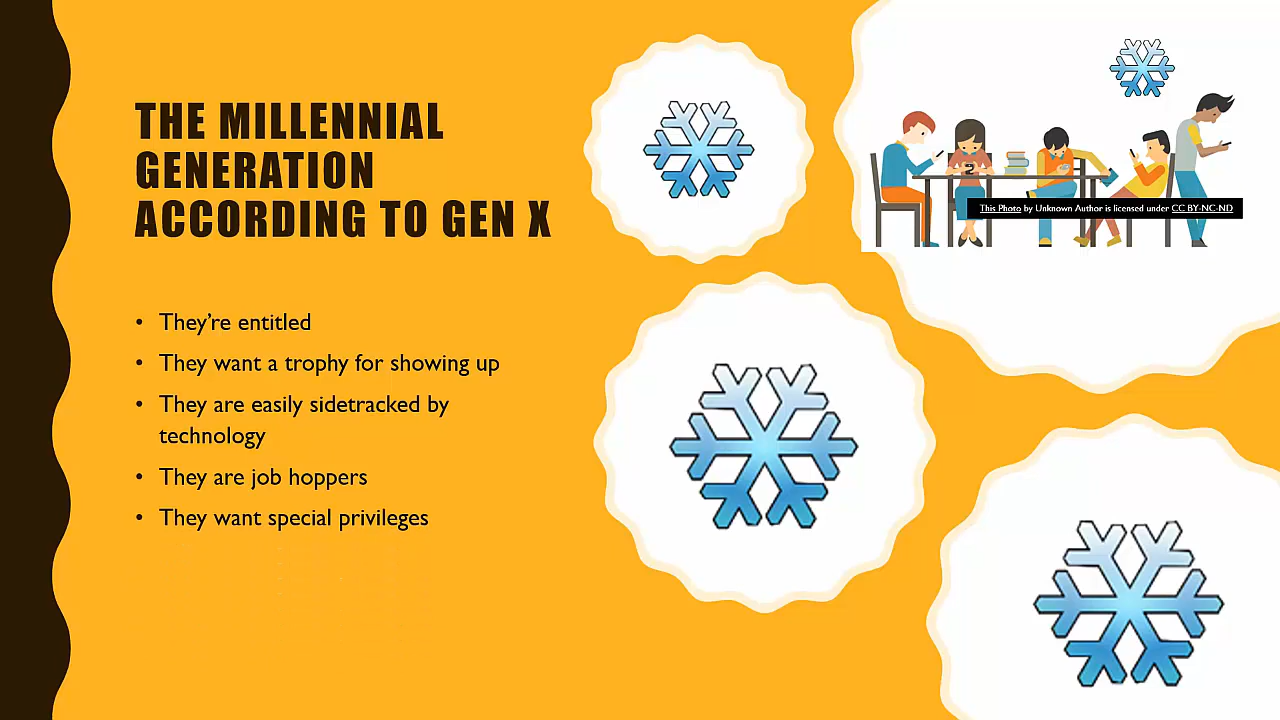 THE MILLENNIAL
GENERATION
ACCORDING TO GEN X
• They're entitled
• They want a trophy for showing up
• They are easily sidetracked by
technology
• They are job hoppers
• They want special privileges
This Photo by Unknown Author is licensed under CC BY-NC-ND